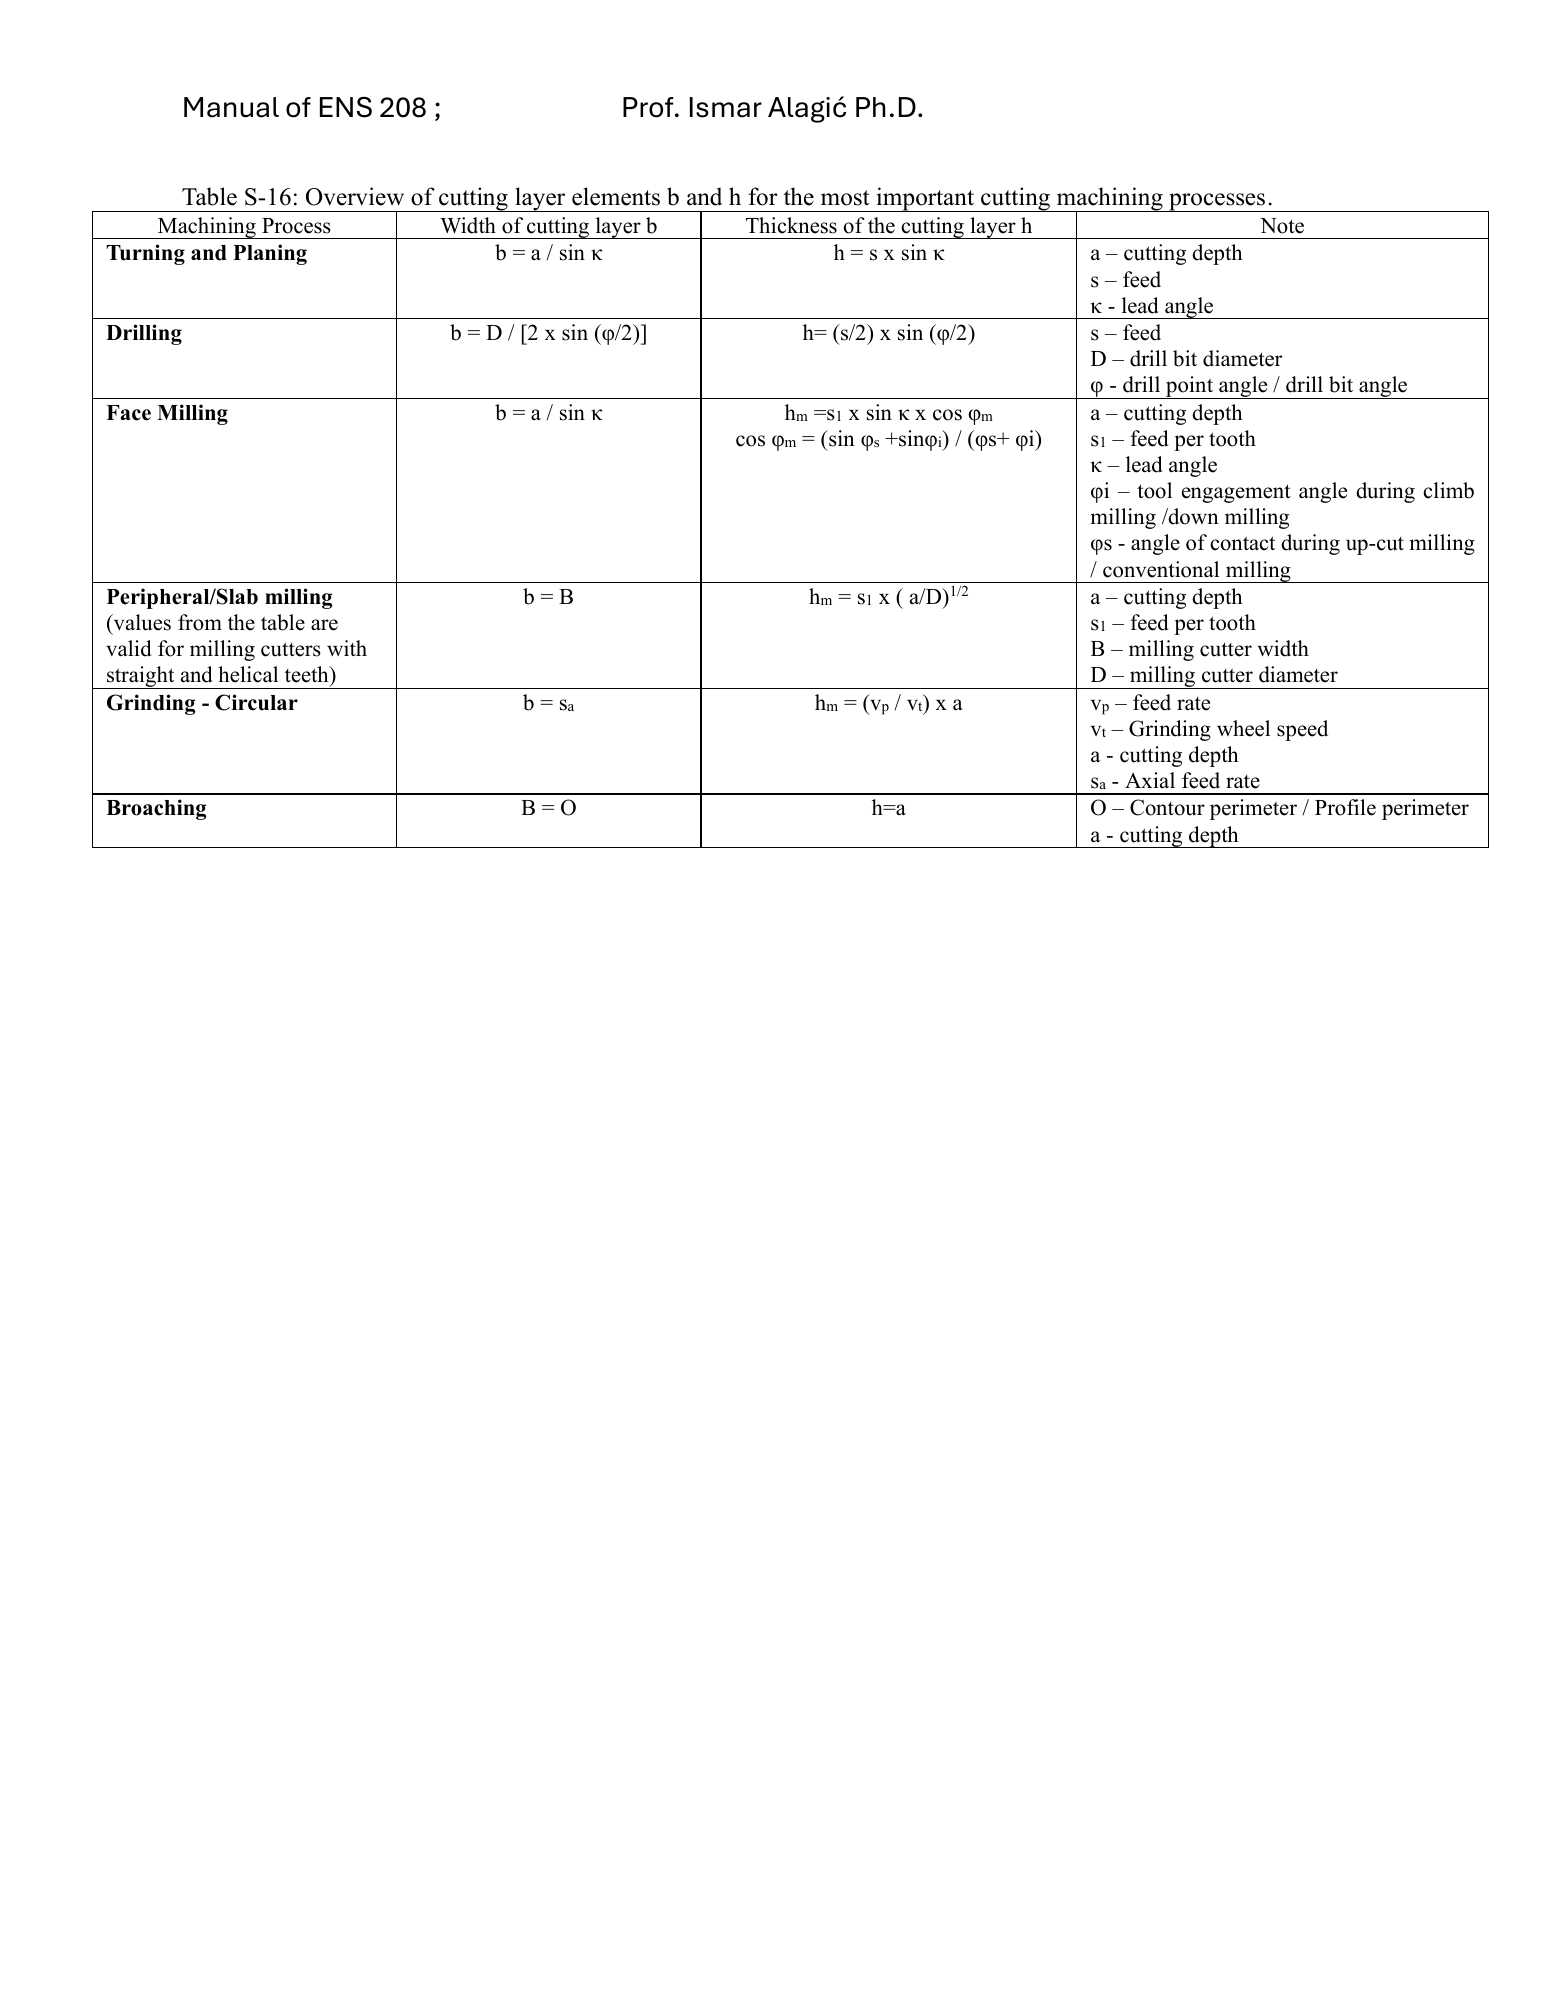 Manual of ENS 208 ; Prof. Ismar Alagić Ph.D.
Table S-16: Overview of cutting layer elements b and h for the most important cutting machining processes.
Machining Process Width of cutting layer b Thickness of the cutting layer h Note
Turning and Planing b = a / sin κ h = s x sin κ a – cutting depth
s – feed
κ - lead angle
Drilling b = D / [2 x sin (φ/2)] h= (s/2) x sin (φ/2) s – feed
D – drill bit diameter
φ - drill point angle / drill bit angle
Face Milling b = a / sin κ hm =s1 x sin κ x cos φm a – cutting depth
cos φm = (sin φs +sinφi) / (φs+ φi) s1 – feed per tooth
κ – lead angle
φi – tool engagement angle during climb
milling /down milling
φs - angle of contact during up-cut milling
/ conventional milling
Peripheral/Slab milling b = B hm = s1 x ( a/D)1/2 a – cutting depth
(values from the table are s1 – feed per tooth
valid for milling cutters with B – milling cutter width
straight and helical teeth) D – milling cutter diameter
Grinding - Circular b = sa hm = (vp / vt) x a vp – feed rate
vt – Grinding wheel speed
a - cutting depth
sa - Axial feed rate
Broaching B = O h=a O – Contour perimeter / Profile perimeter
a - cutting depth